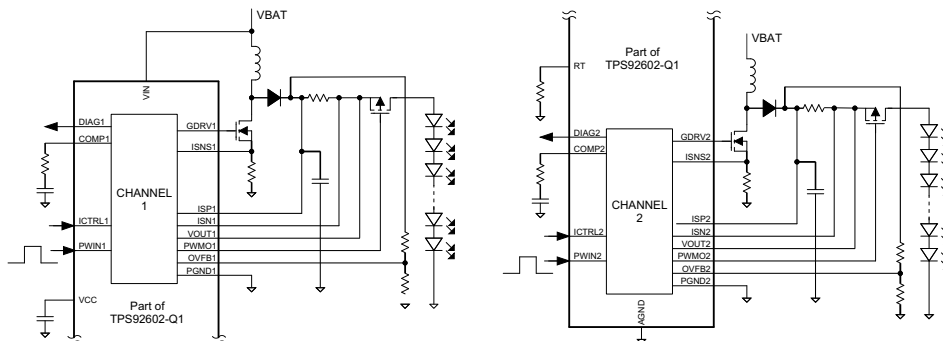 VBAT
VIN
DIAG1
COMP1
GDRV1
ISNS1
CHANNEL
1
ISP1
ISN1
ICTRL1
VOUT1
PWIN1
PWMO1
OVFB1
PGND1
VCC
Part of
TPS92602-Q1
Part of
TPS92602-Q1
VBAT
RT
DIAG2
COMP2
GDRV2
ISNS2
CHANNEL
2
ISP2
ISN2
ICTRL2
VOUT2
PWIN2
PWMO2
OVFB2
PGND2
AGND